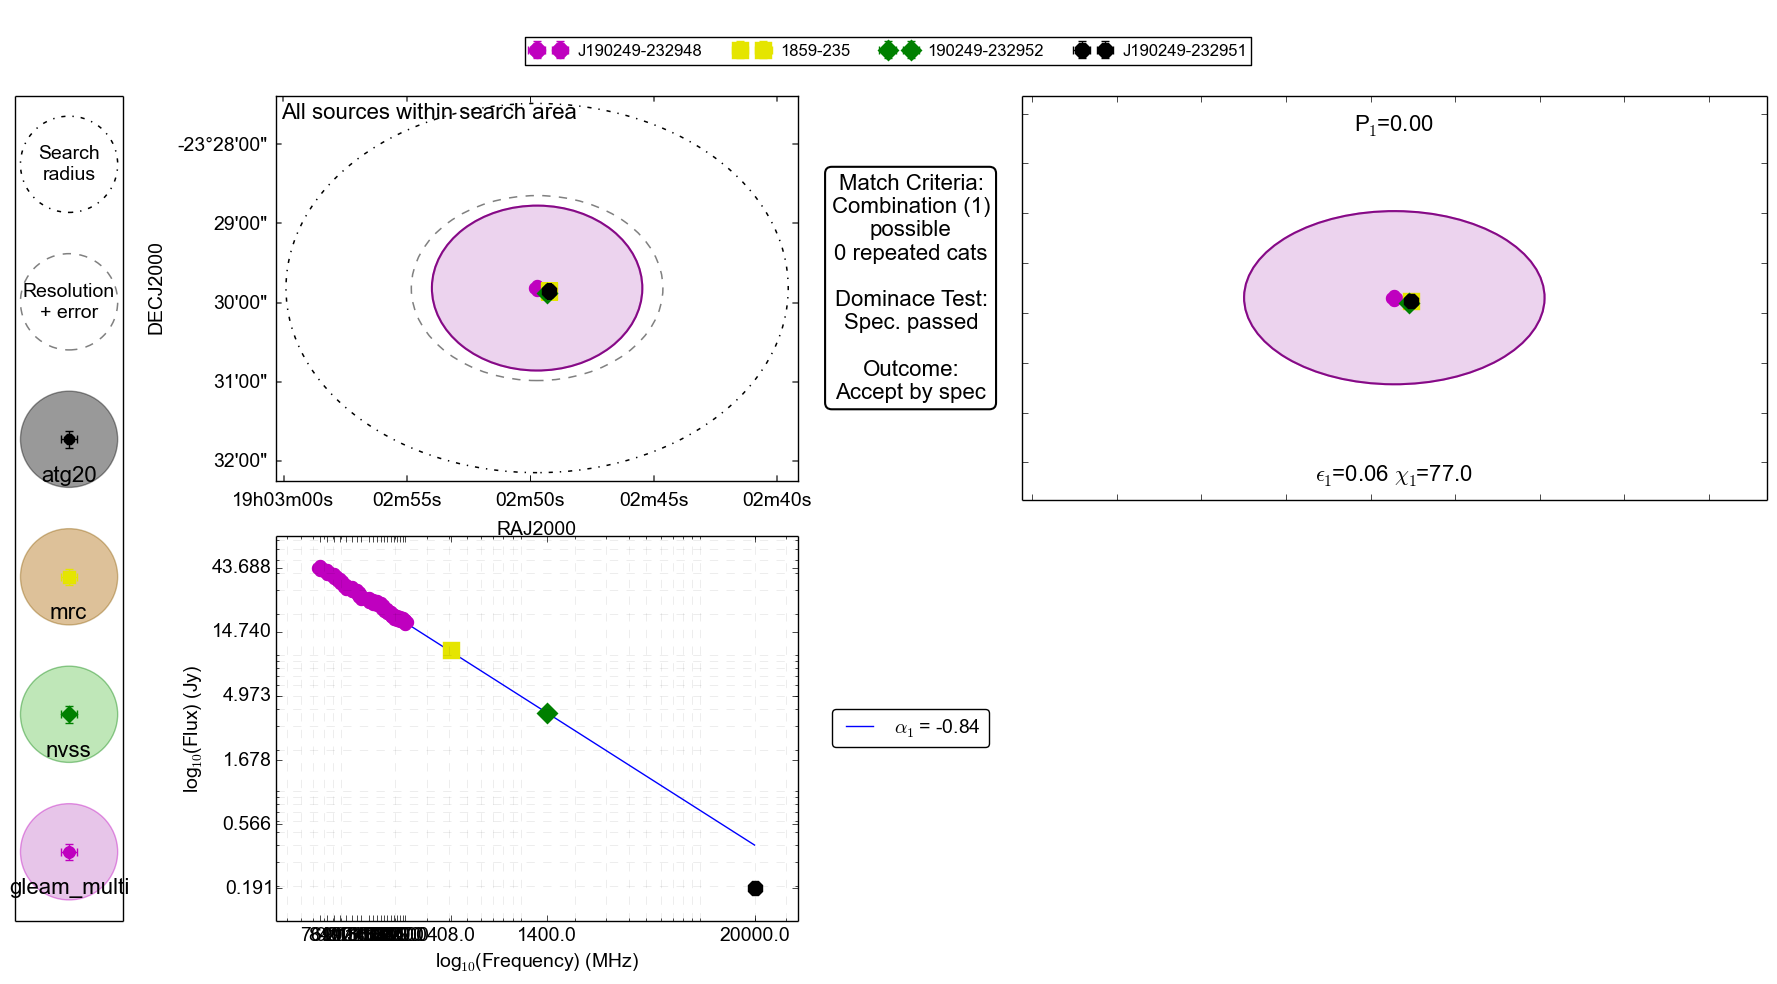 J190249-232948
1859-235
190249-232952
J190249-232951
Search
radius
Resolution
+ error
atg20
mrc
nvss
gleam_multi
All sources within search area
DECJ2000
-23°28'00"
29'00"
30'00"
31'00"
32'00"
19h03m00s
02m55s
02m50s
02m45s
02m40s
RAJ2000
Match Criteria:
Combination (1)
possible
0 repeated cats
Dominace Test:
Spec. passed
Outcome:
Accept by spec
P₁=0.00
ϵ₁=0.06 χ₁=77.0
log₁₀(Flux) (Jy)
43.688
14.740
4.973
1.678
0.566
0.191
408.0
1400.0
20000.0
log₁₀(Frequency) (MHz)
α₁ = -0.84